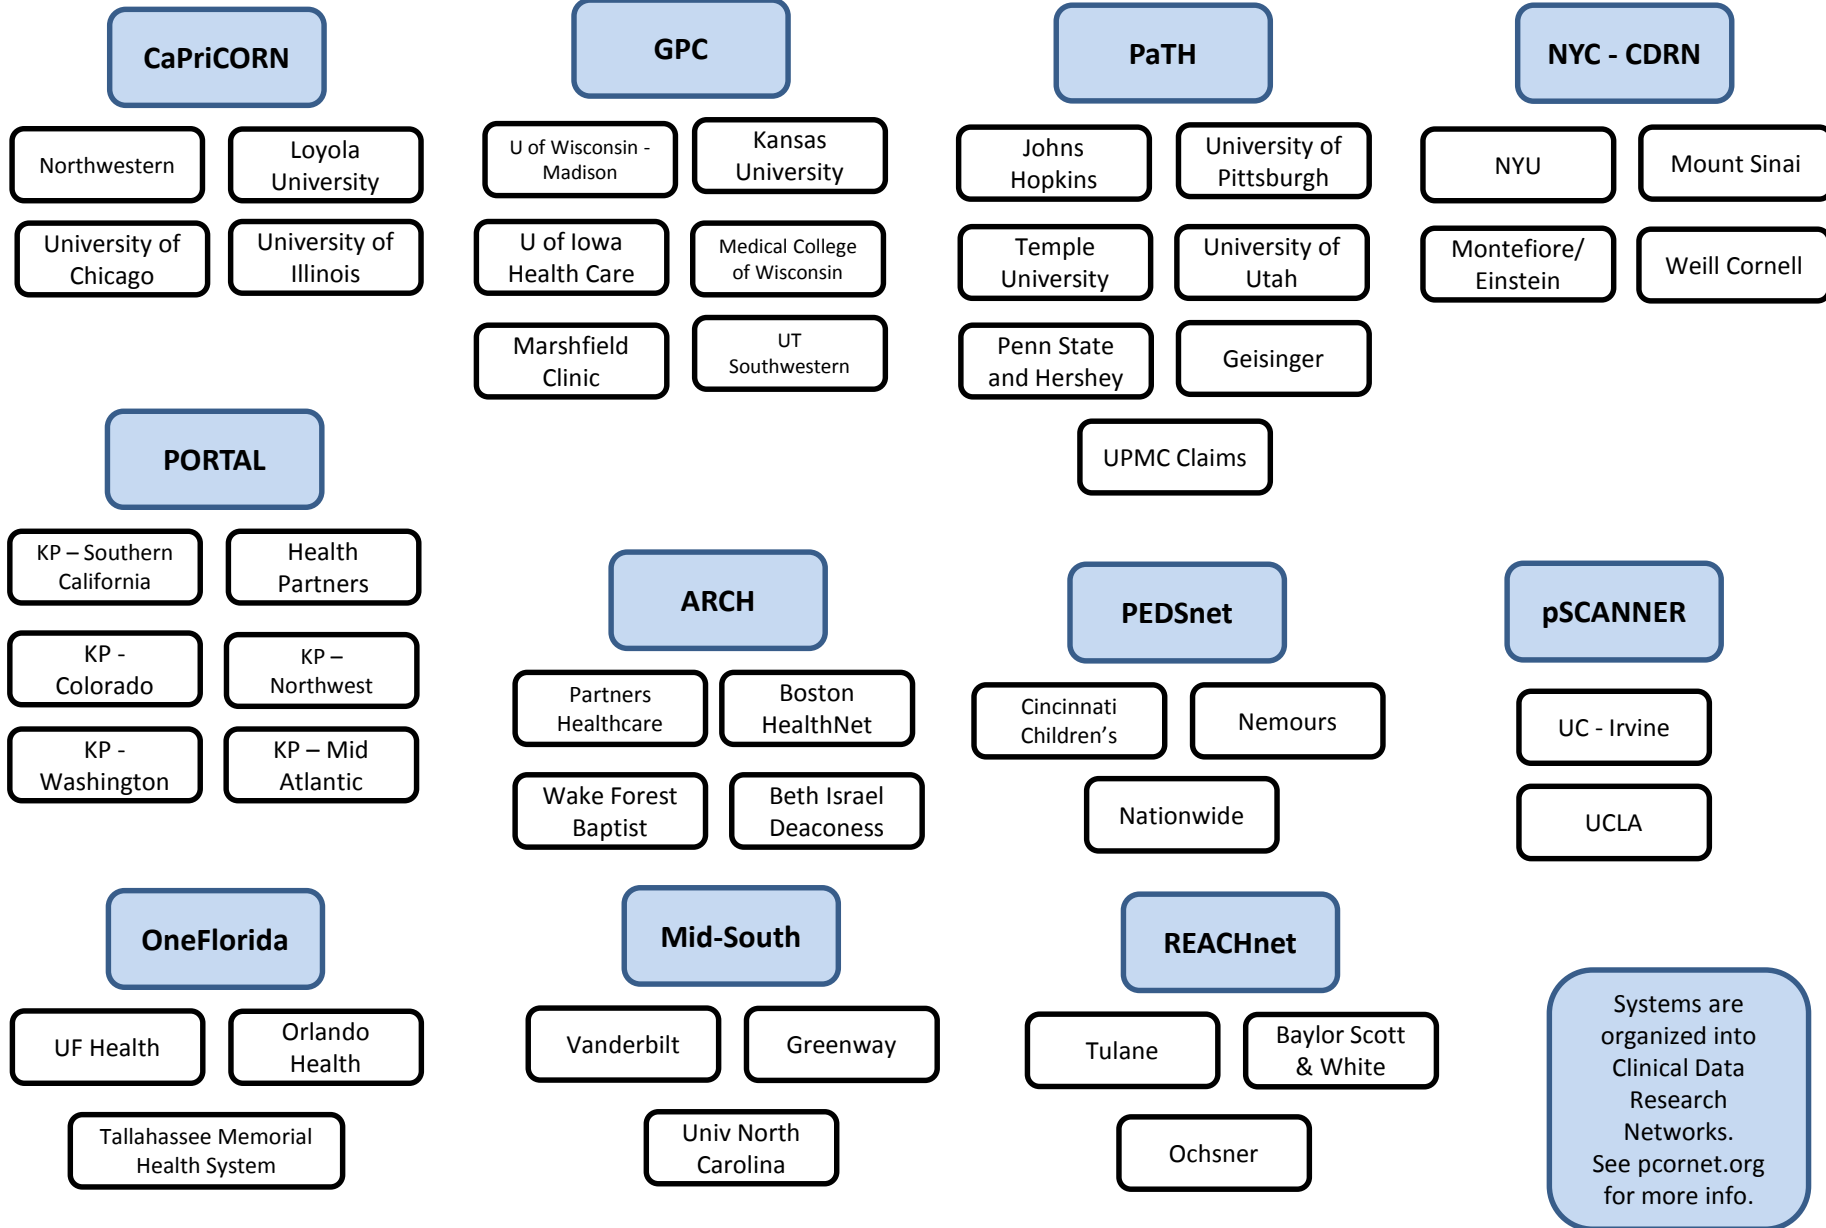 CaPriCORN
Northwestern
Loyola
University
University of
Chicago
University of
Illinois
GPC
U of Wisconsin -
Madison
Kansas
University
U of Iowa
Health Care
Medical College
of Wisconsin
Marshfield
Clinic
UT
Southwestern
PaTH
Johns
Hopkins
University of
Pittsburgh
Temple
University
University of
Utah
Penn State
and Hershey
Geisinger
UPMC Claims
NYC - CDRN
NYU
Mount Sinai
Montefiore/
Einstein
Weill Cornell
PORTAL
KP – Southern
California
Health
Partners
KP -
Colorado
KP –
Northwest
KP -
Washington
KP – Mid
Atlantic
ARCH
Partners
Healthcare
Boston
HealthNet
Wake Forest
Baptist
Beth Israel
Deaconess
PEDSnet
Cincinnati
Children’s
Nemours
Nationwide
pSCANNER
UC - Irvine
UCLA
OneFlorida
UF Health
Orlando
Health
Tallahassee Memorial
Health System
Mid-South
Vanderbilt
Greenway
Univ North
Carolina
REACHnet
Tulane
Baylor Scott
& White
Ochsner
Systems are
organized into
Clinical Data
Research
Networks.
See pcornet.org
for more info.